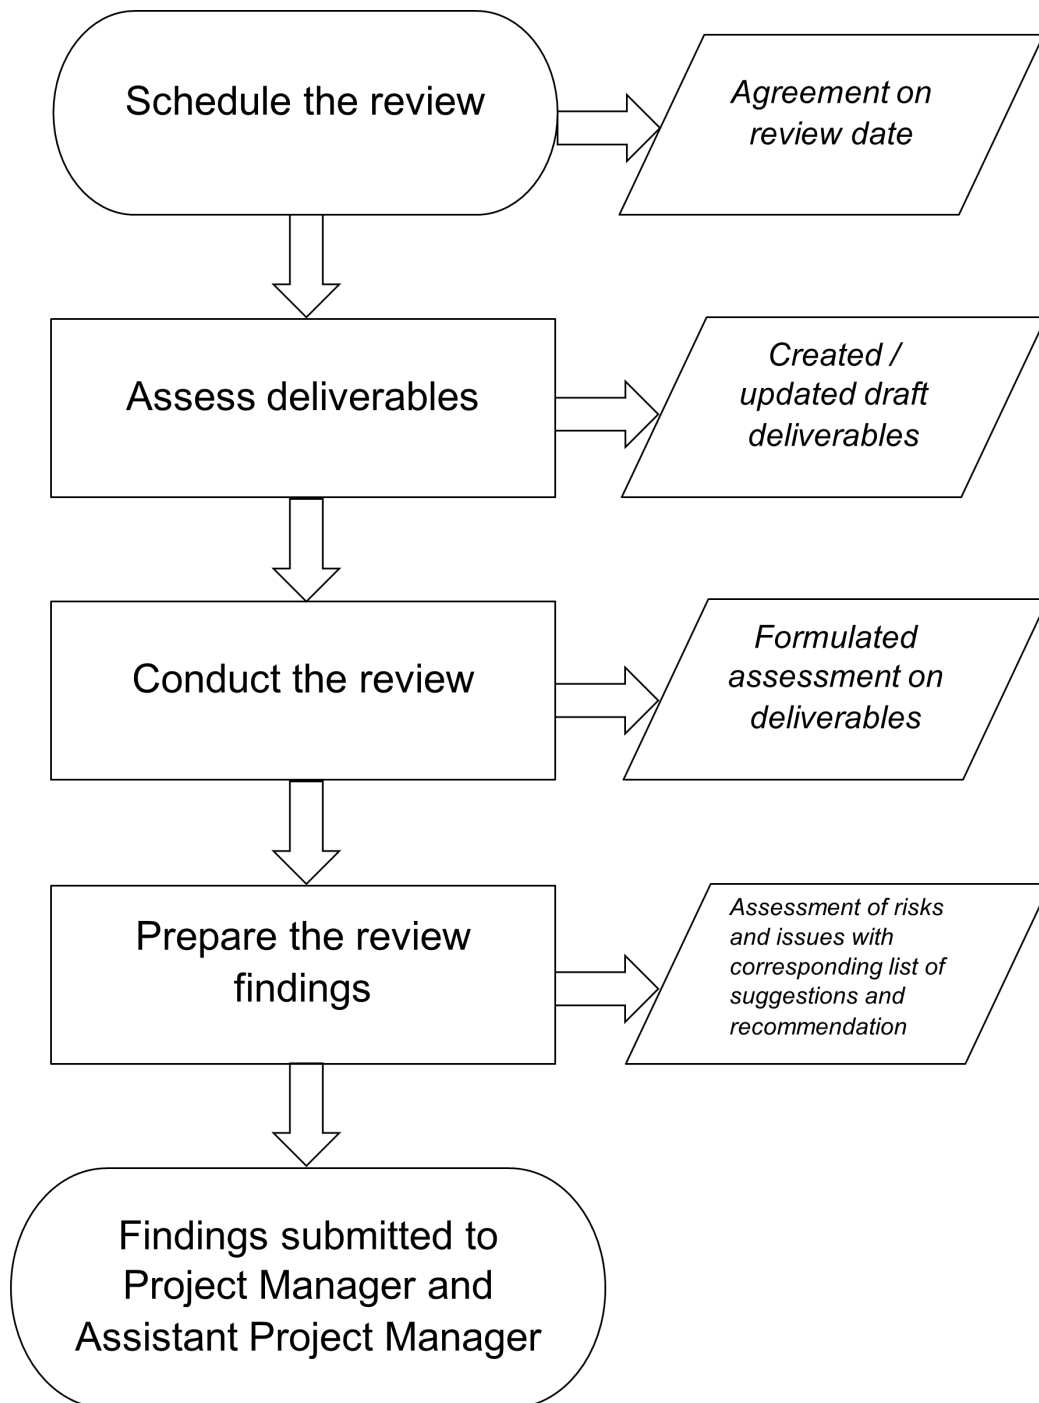 Schedule the review
Agreement on
review date
Assess deliverables
Created /
updated draft
deliverables
Conduct the review
Formulated
assessment on
deliverables
Prepare the review
findings
Assessment of risks
and issues with
corresponding list of
suggestions and
recommendation
Findings submitted to
Project Manager and
Assistant Project Manager